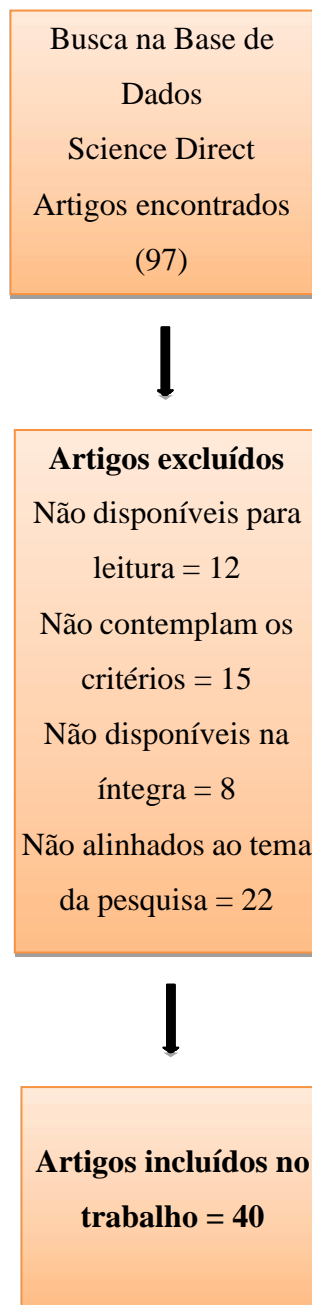 Busca na Base de
Dados
Science Direct
Artigos encontrados
(97)
Artigos excluídos
Não disponíveis para
leitura = 12
Não contemplam os
critérios = 15
Não disponíveis na
íntegra = 8
Não alinhados ao tema
da pesquisa = 22
Artigos incluídos no
trabalho = 40